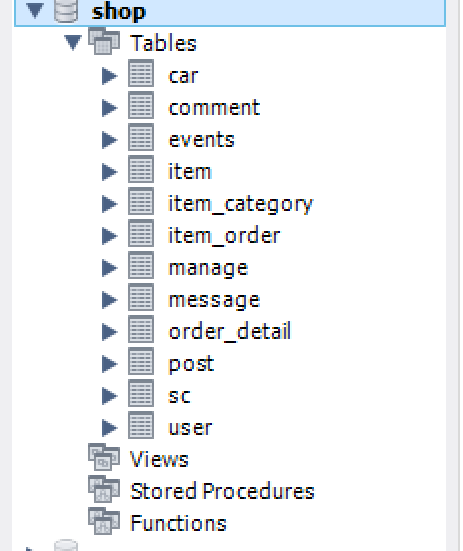 shop
Tables
car
comment
events
item
item_category
item_order
manage
message
order_detail
post
sc
user
Views
Stored Procedures
Functions